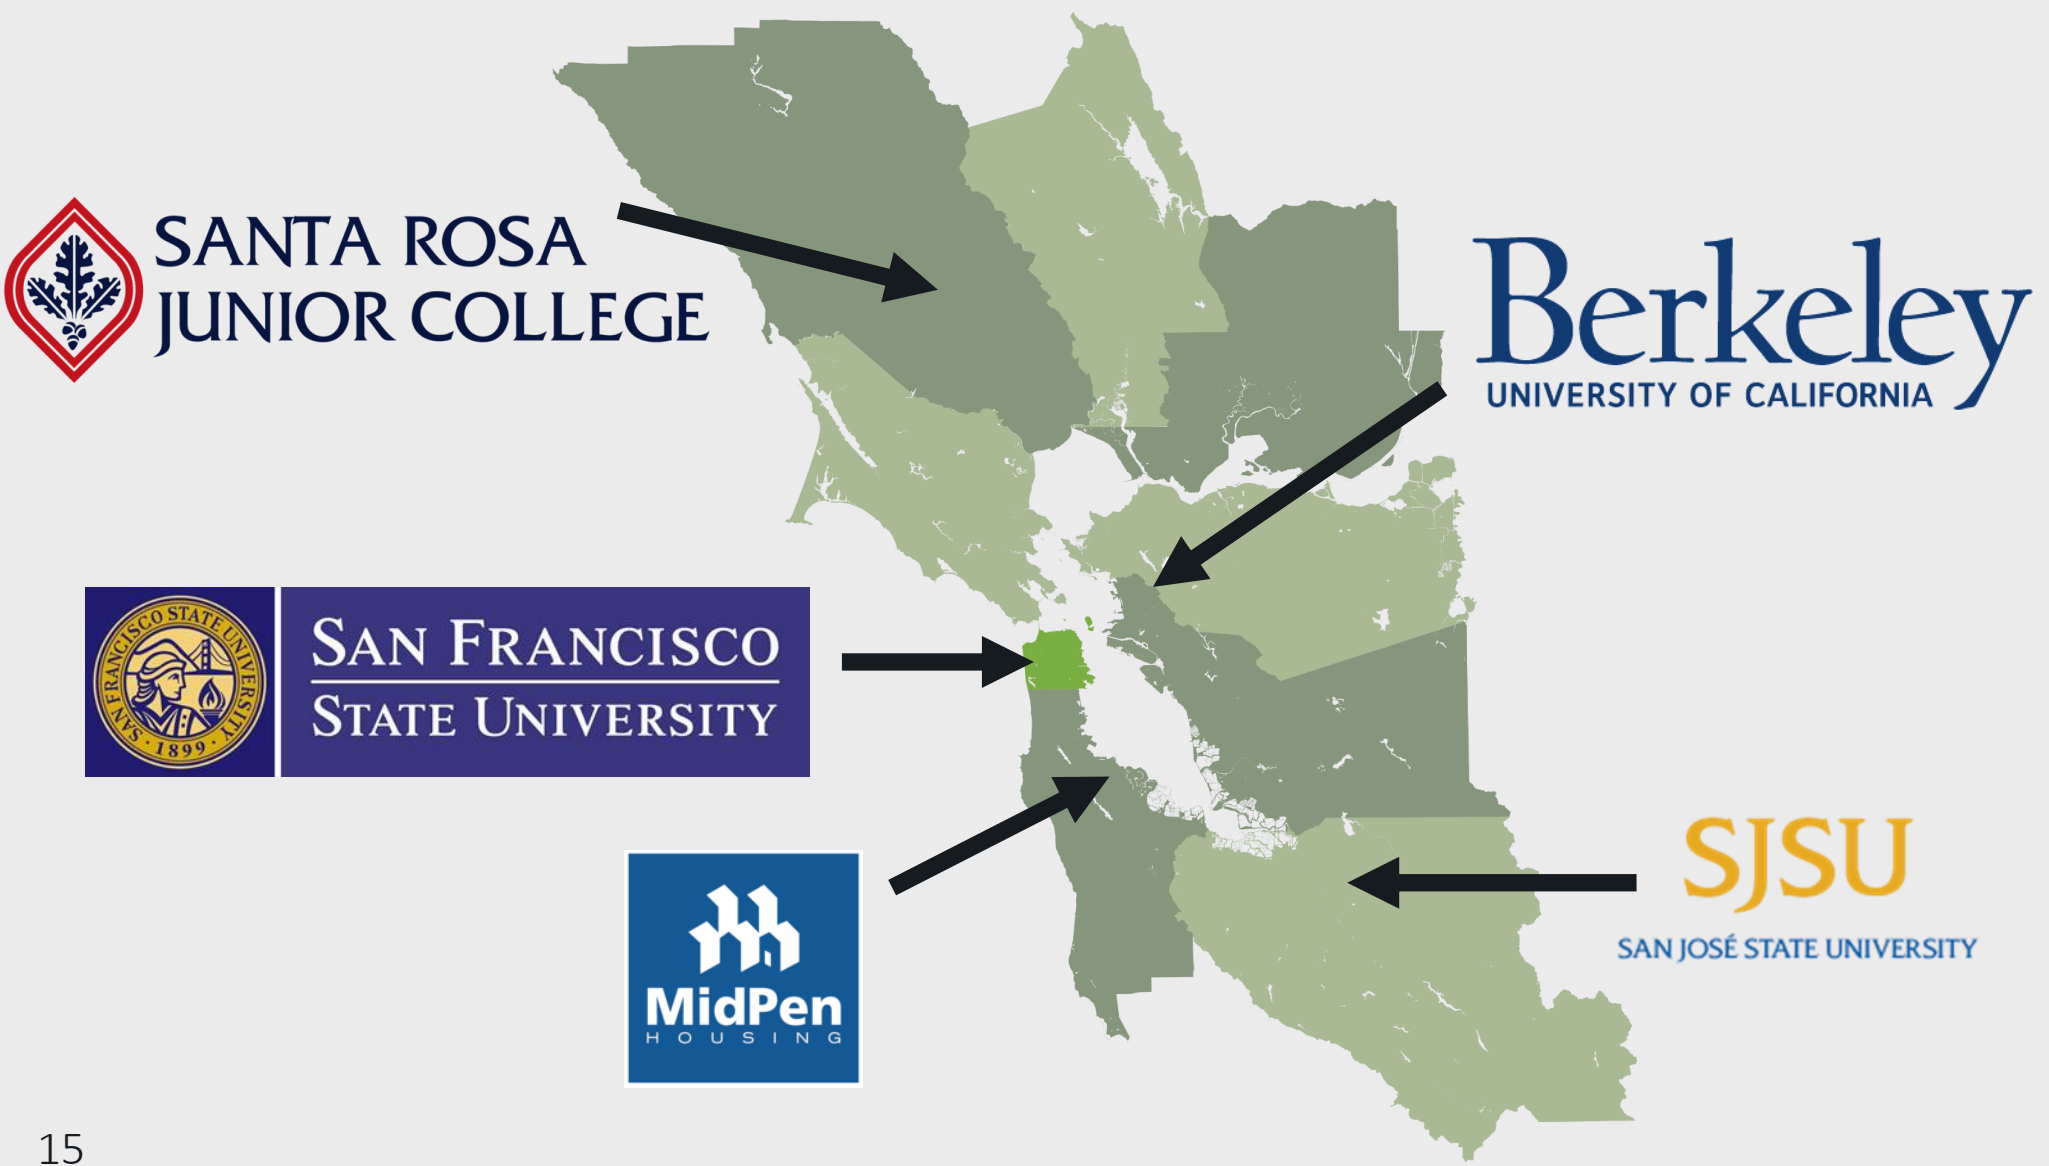 SANTA ROSA
JUNIOR COLLEGE
Berkeley
UNIVERSITY OF CALIFORNIA
SAN FRANCISCO STATE UNIVERSITY
· 1899 ·
SAN FRANCISCO
STATE UNIVERSITY
MidPen
HOUSING
SJSU
SAN JOSÉ STATE UNIVERSITY
15